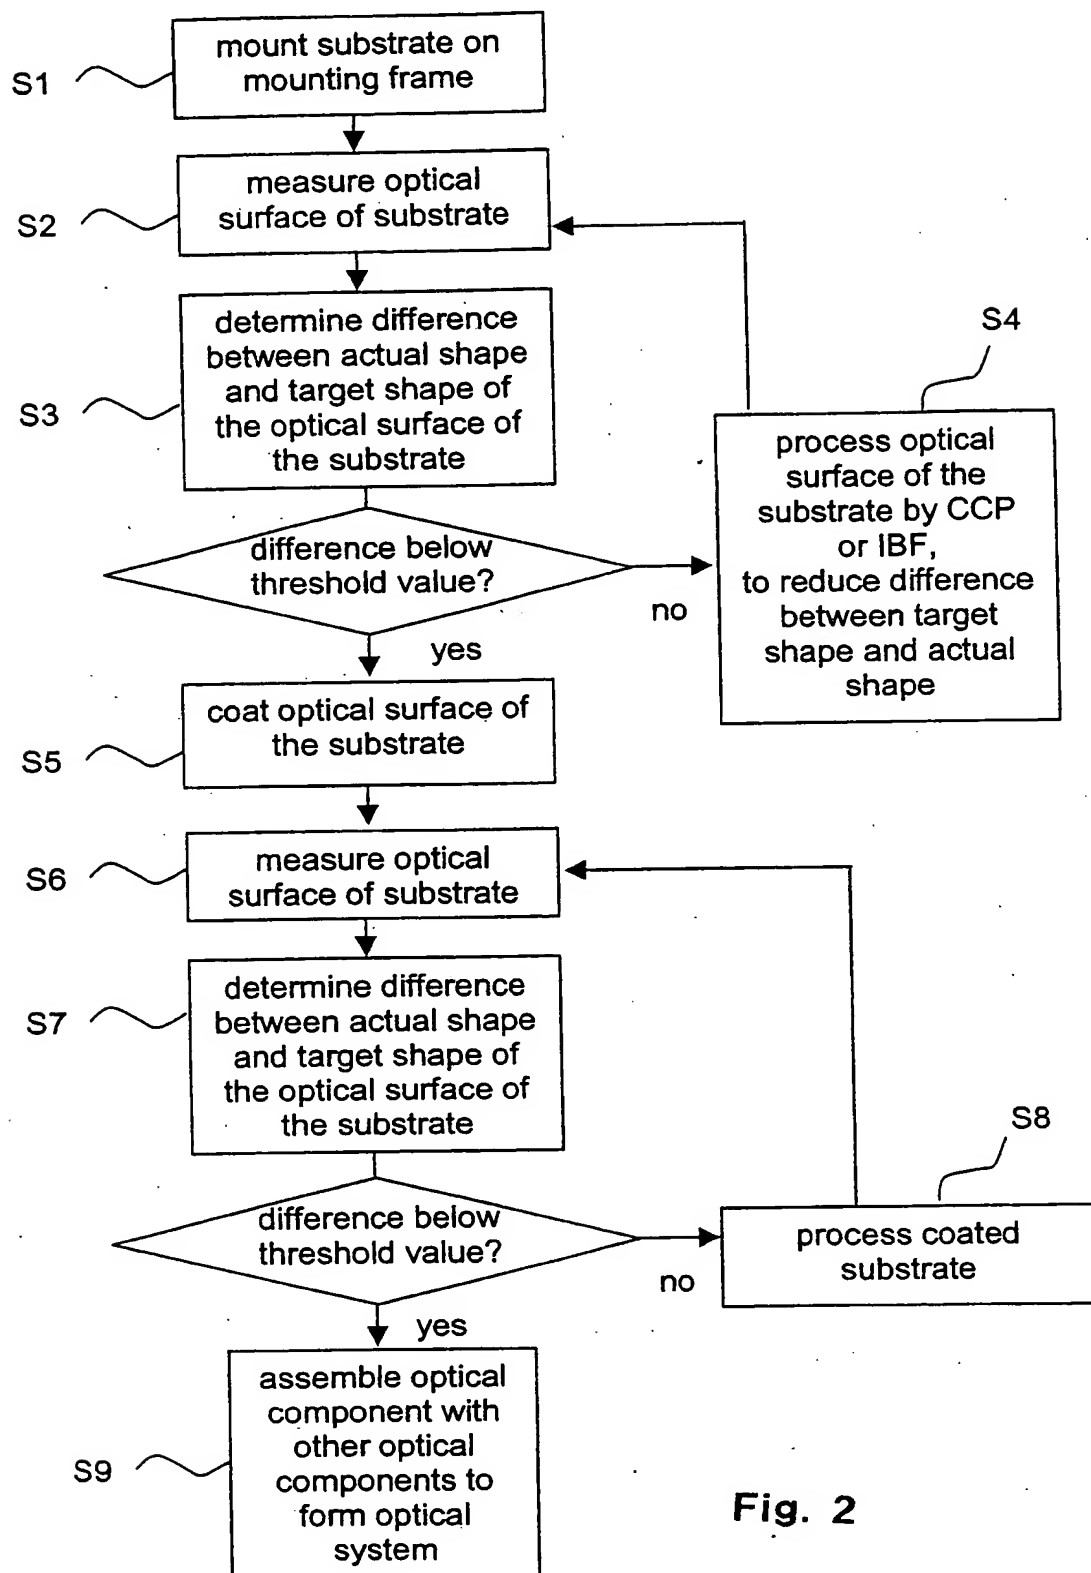 S1
mount substrate on
mounting frame
S2
measure optical
surface of substrate
S3
determine difference
between actual shape
and target shape of
the optical surface of
the substrate
S4
process optical
surface of the
substrate by CCP
or IBF,
to reduce difference
between target
shape and actual
shape
difference below
threshold value?
no
yes
S5
coat optical surface of
the substrate
S6
measure optical
surface of substrate
S7
determine difference
between actual shape
and target shape of
the optical surface of
the substrate
S8
process coated
substrate
difference below
threshold value?
no
yes
S9
assemble optical
component with
other optical
components to
form optical
system
Fig. 2